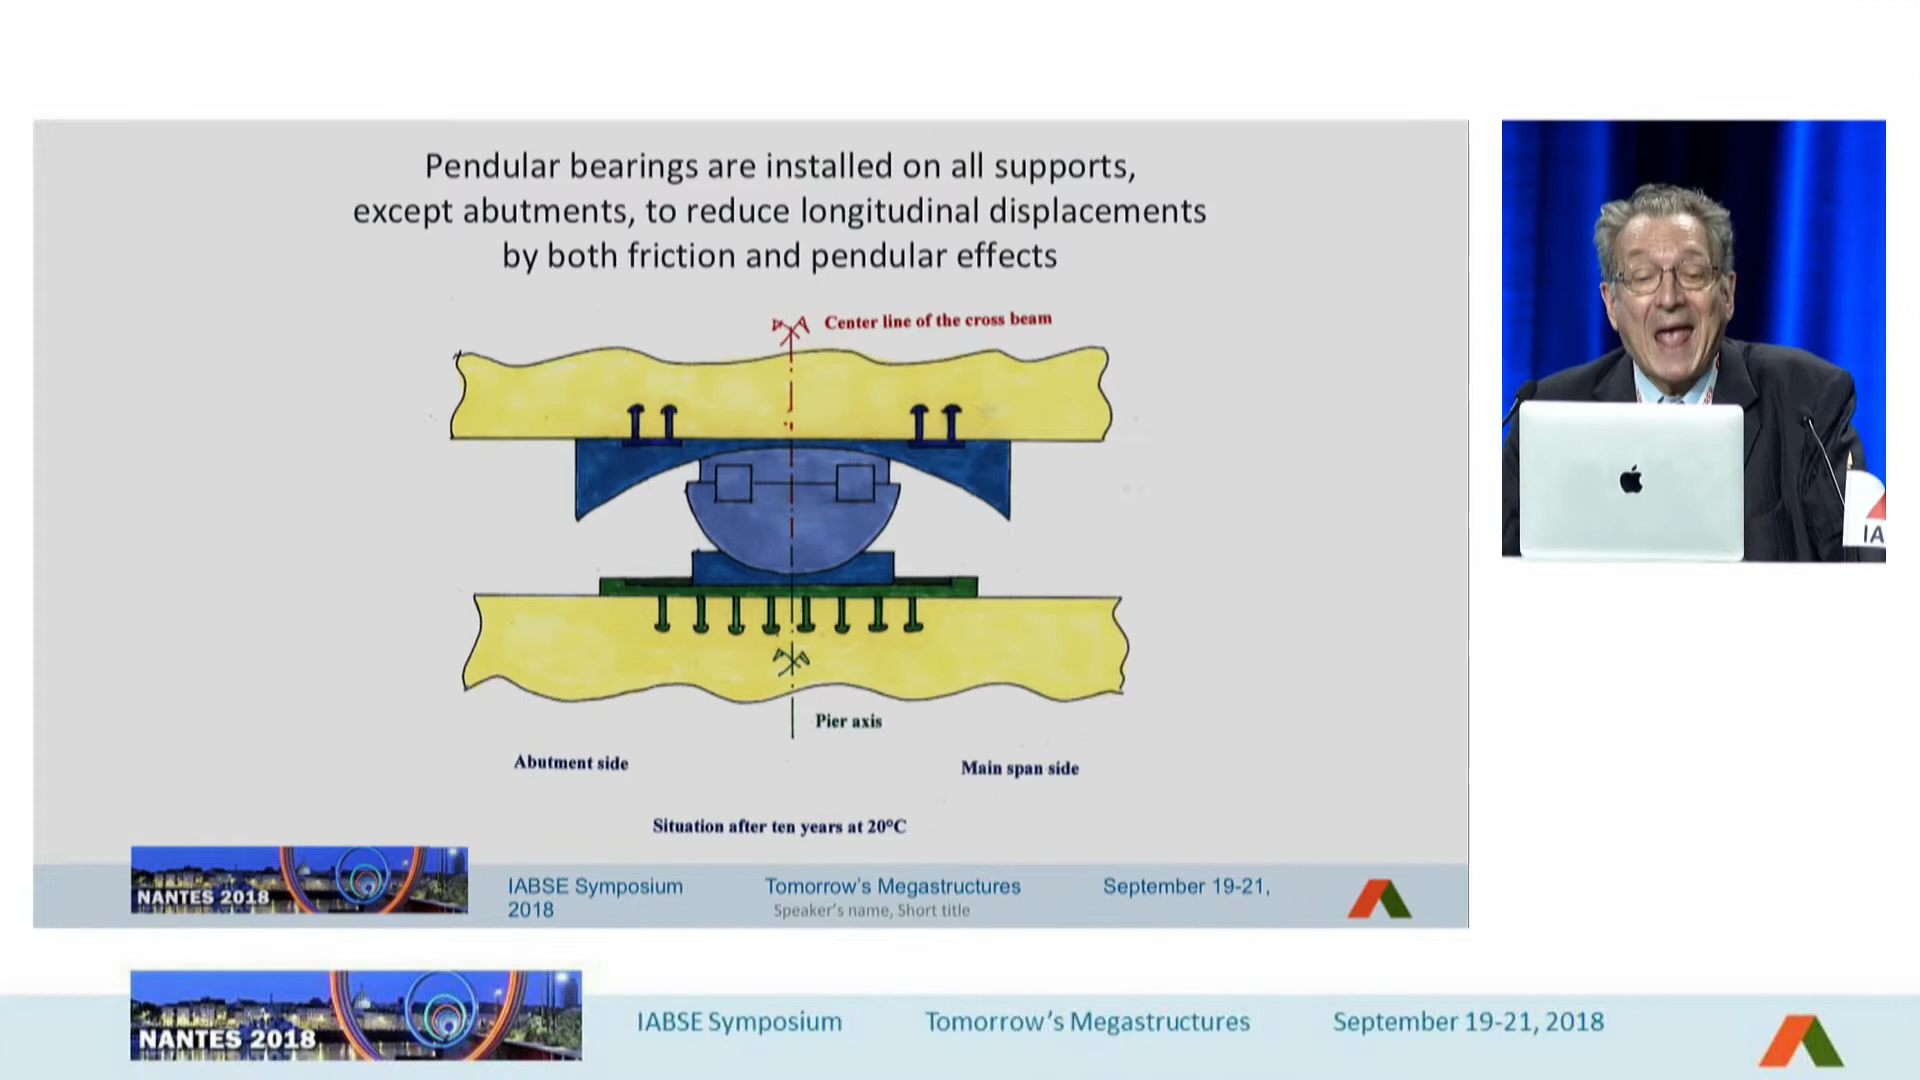 Pendular bearings are installed on all supports,
except abutments, to reduce longitudinal displacements
by both friction and pendular effects
Center line of the cross beam
Pier axis
Abutment side
Main span side
Situation after ten years at 20°C
NANTES 2018
IABSE Symposium Tomorrow's Megastructures September 19-21,
2018 Speaker's name, Short title
IA
NANTES 2018
IABSE Symposium Tomorrow's Megastructures September 19-21, 2018